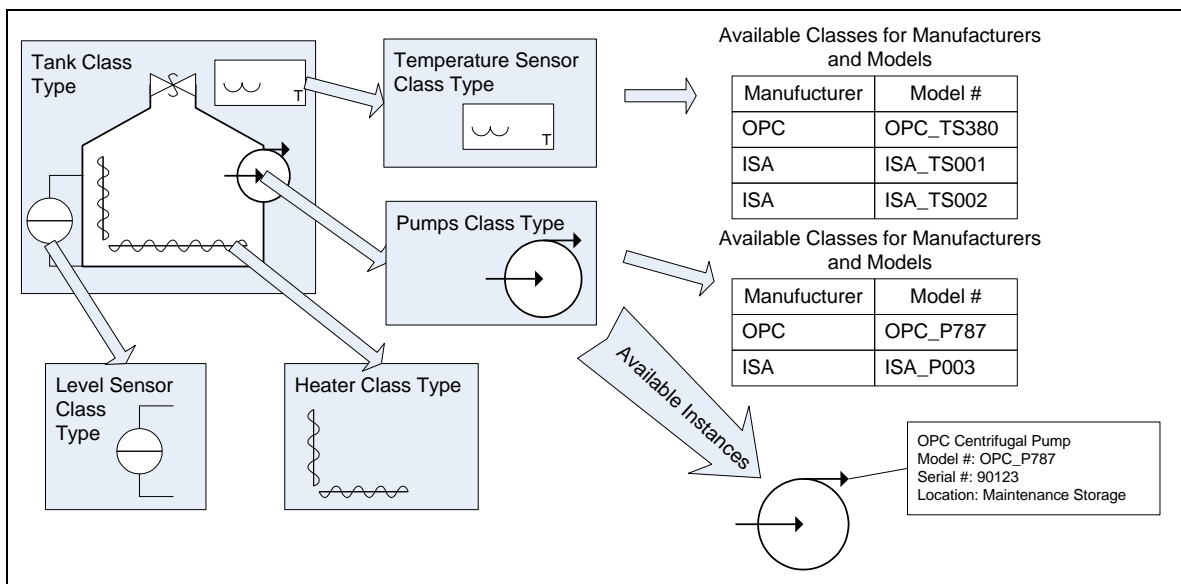 Tank Class
Type
T
Temperature Sensor
Class Type
T
Available Classes for Manufacturers
and Models
Manufucturer Model #
OPC OPC_TS380
ISA ISA_TS001
ISA ISA_TS002
Pumps Class Type
Available Classes for Manufacturers
and Models
Manufucturer Model #
OPC OPC_P787
ISA ISA_P003
Level Sensor
Class
Type
Heater Class Type
Available Instances
OPC Centrifugal Pump
Model #: OPC_P787
Serial #: 90123
Location: Maintenance Storage